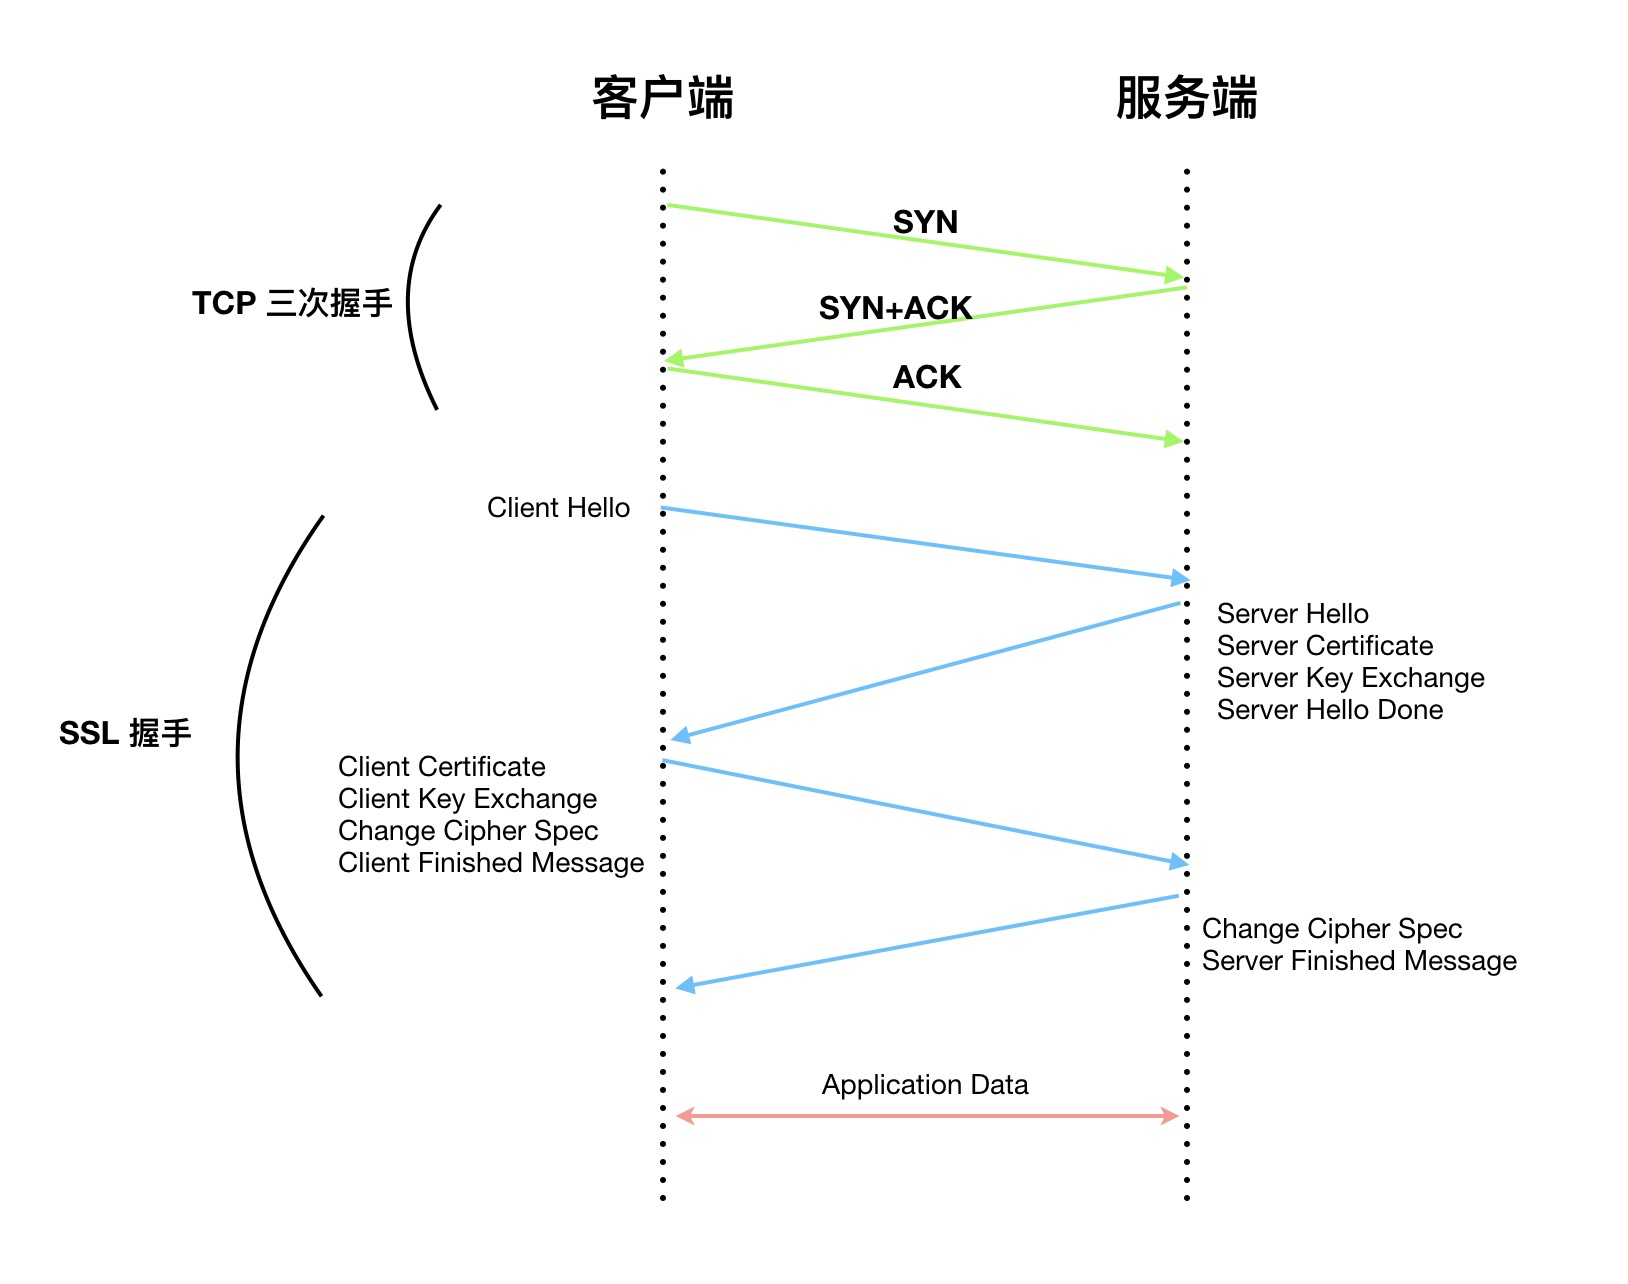 客户端
服务端
SYN
TCP 三次握手
SYN+ACK
ACK
Client Hello
Server Hello
Server Certificate
Server Key Exchange
Server Hello Done
SSL 握手
Client Certificate
Client Key Exchange
Change Cipher Spec
Client Finished Message
Change Cipher Spec
Server Finished Message
Application Data